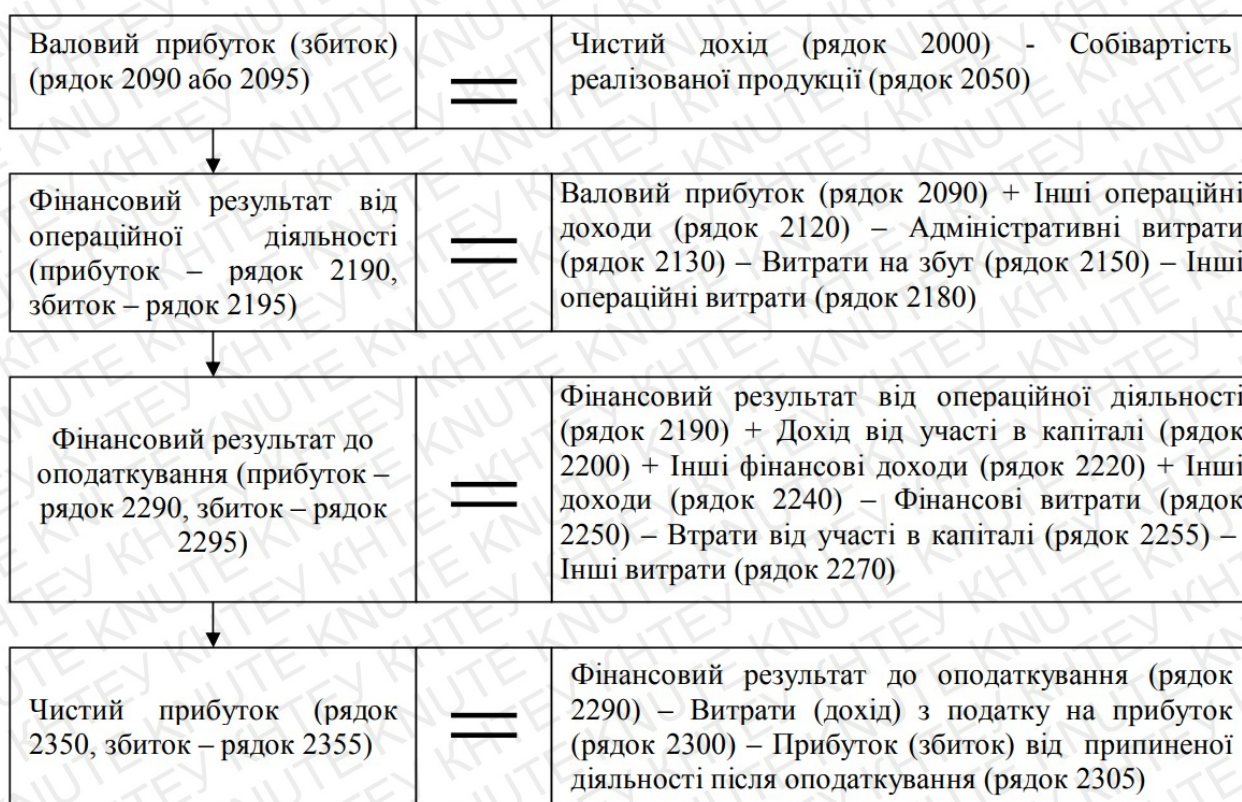 Валовий прибуток (збиток)
(рядок 2090 або 2095)
Чистий дохід (рядок 2000) - Собівартість
реалізованої продукції (рядок 2050)
Фінансовий результат від
операційної діяльності
(прибуток – рядок 2190,
збиток – рядок 2195)
Валовий прибуток (рядок 2090) + Інші операційні
доходи (рядок 2120) – Адміністративні витрати
(рядок 2130) – Витрати на збут (рядок 2150) – Інші
операційні витрати (рядок 2180)
Фінансовий результат до
оподаткування (прибуток –
рядок 2290, збиток – рядок
2295)
Фінансовий результат від операційної діяльності
(рядок 2190) + Дохід від участі в капіталі (рядок
2200) + Інші фінансові доходи (рядок 2220) + Інші
доходи (рядок 2240) – Фінансові витрати (рядок
2250) – Втрати від участі в капіталі (рядок 2255) –
Інші витрати (рядок 2270)
Чистий прибуток (рядок
2350, збиток – рядок 2355)
Фінансовий результат до оподаткування (рядок
2290) – Витрати (дохід) з податку на прибуток
(рядок 2300) – Прибуток (збиток) від припиненої
діяльності після оподаткування (рядок 2305)